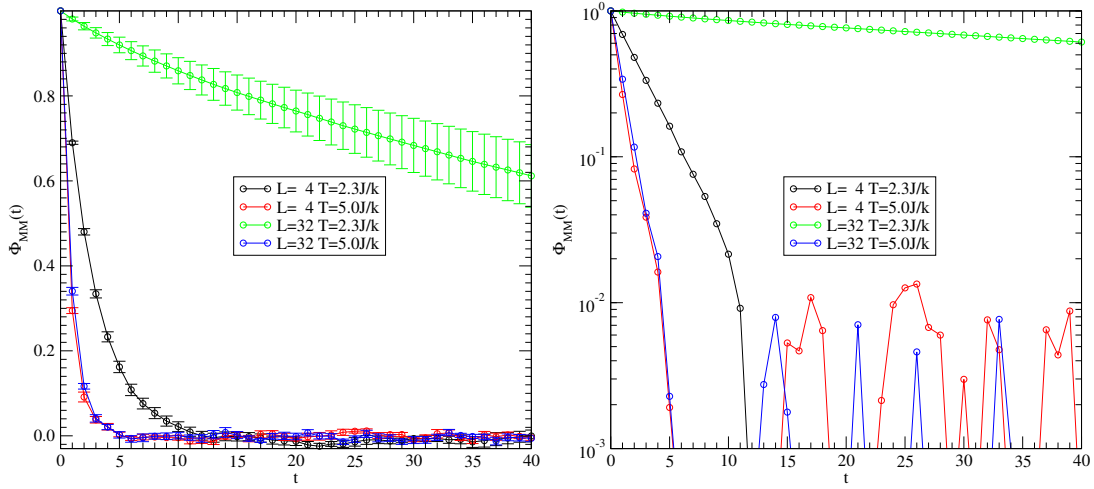 0.8
0.4
0.0
0.6
0.2
Φ_MM(t)
L= 4 T=2.3J/k
L= 4 T=5.0J/k
L=32 T=2.3J/k
L=32 T=5.0J/k
0 5 10 15 20 25 30 35 40
t
10^0
10^-1
10^-2
10^-3
Φ_MM(t)
L= 4 T=2.3J/k
L= 4 T=5.0J/k
L=32 T=2.3J/k
L=32 T=5.0J/k
0 5 10 15 20 25 30 35 40
t